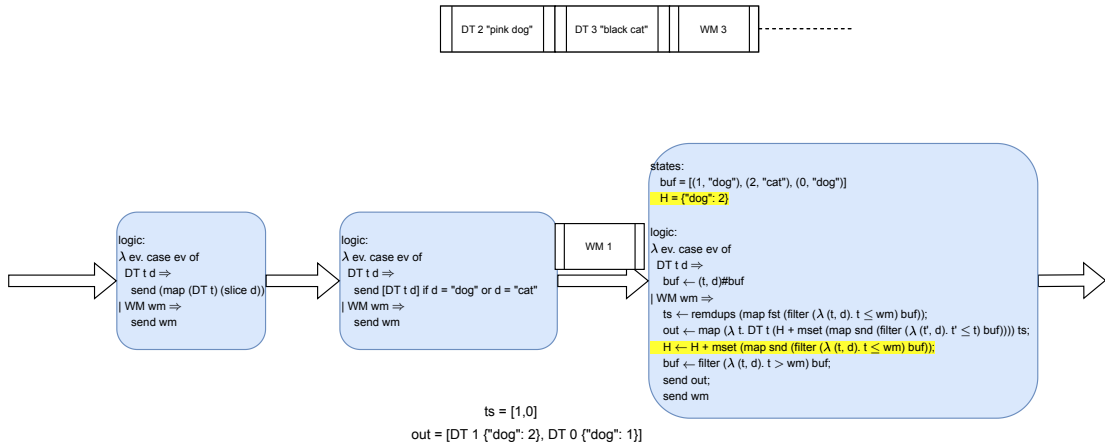 DT 2 "pink dog"
DT 3 "black cat"
WM 3
logic:
λ ev. case ev of
DT t d ⇒
send (map (DT t) (slice d))
| WM wm ⇒
send wm
logic:
λ ev. case ev of
DT t d ⇒
send [DT t d] if d = "dog" or d = "cat"
| WM wm ⇒
send wm
WM 1
states:
buf = [(1, "dog"), (2, "cat"), (0, "dog")]
H = {"dog": 2}
logic:
λ ev. case ev of
DT t d ⇒
buf ← (t, d)#buf
| WM wm ⇒
ts ← remdups (map fst (filter (λ (t, d). t ≤ wm) buf));
out ← map (λ t. DT t (H + mset (map snd (filter (λ (t', d). t' ≤ t) buf)))) ts;
H ← H + mset (map snd (filter (λ (t, d). t ≤ wm) buf));
buf ← filter (λ (t, d). t > wm) buf;
send out;
send wm
ts = [1,0]
out = [DT 1 {"dog": 2}, DT 0 {"dog": 1}]